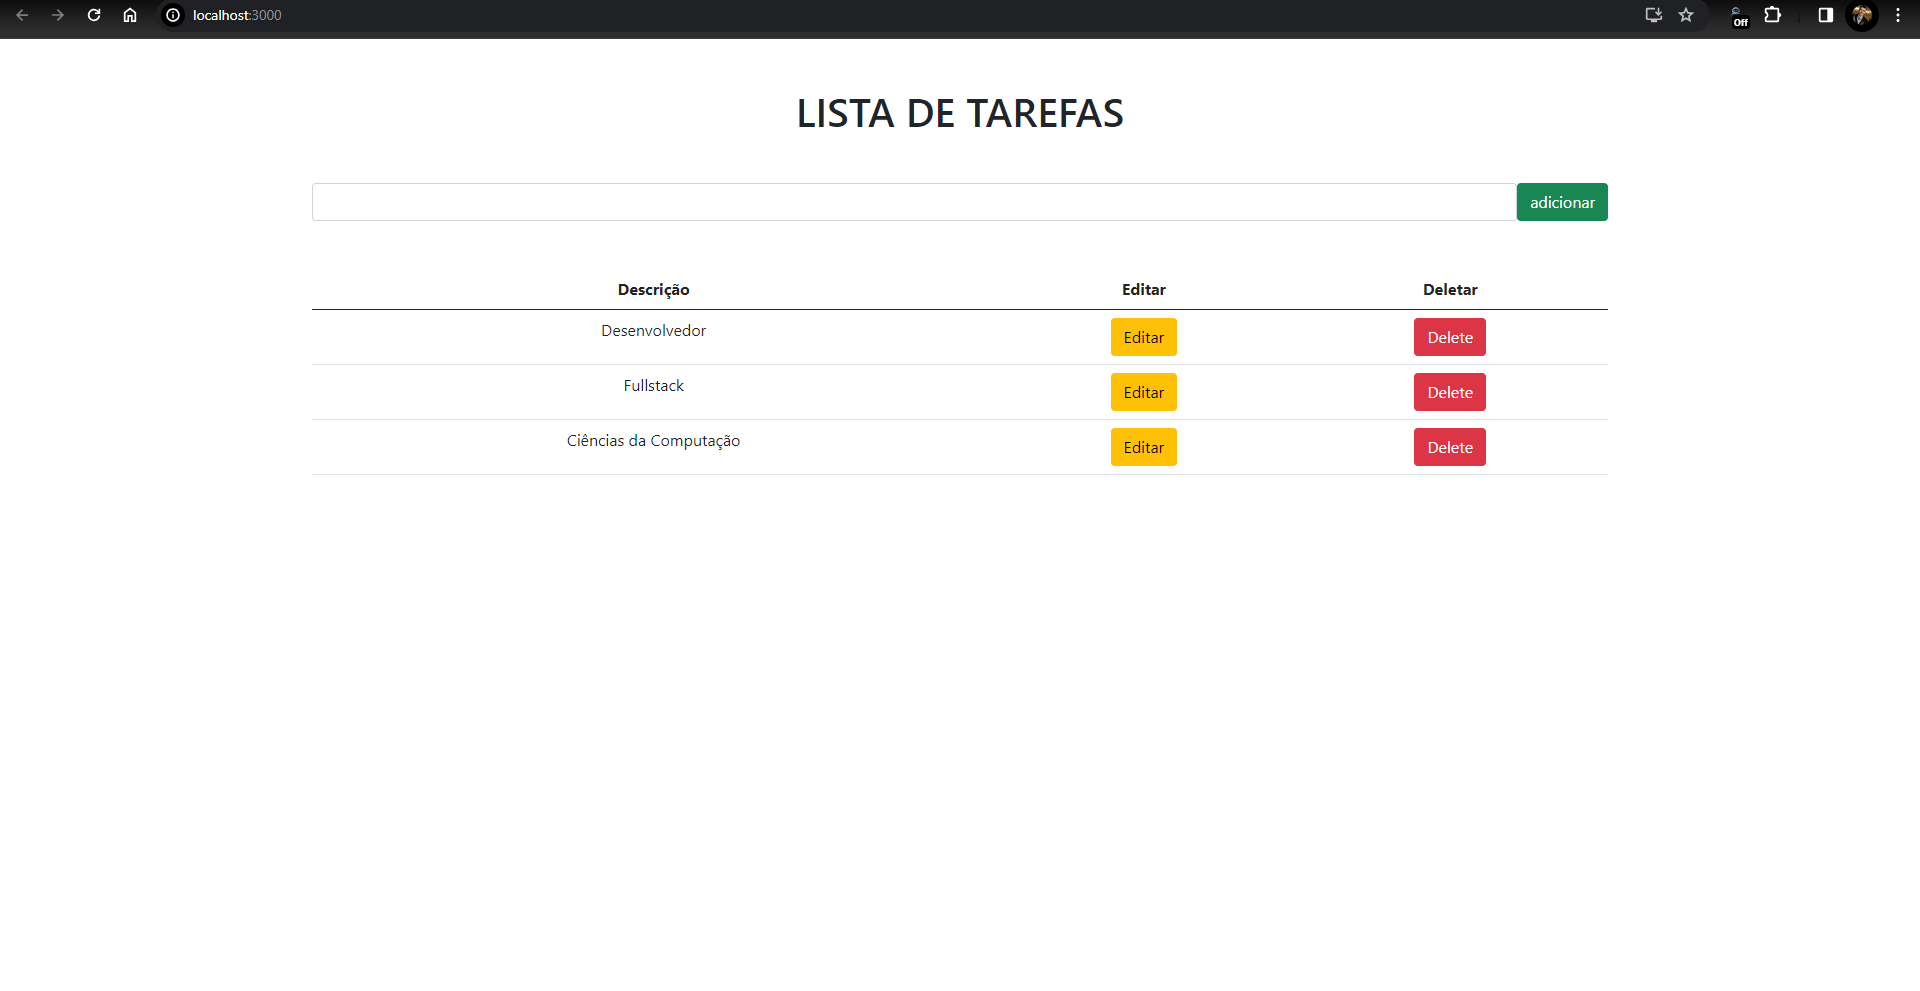 localhost:3000
Off
LISTA DE TAREFAS
adicionar
Descrição Editar Deletar
Desenvolvedor Editar Delete
Fullstack Editar Delete
Ciências da Computação Editar Delete